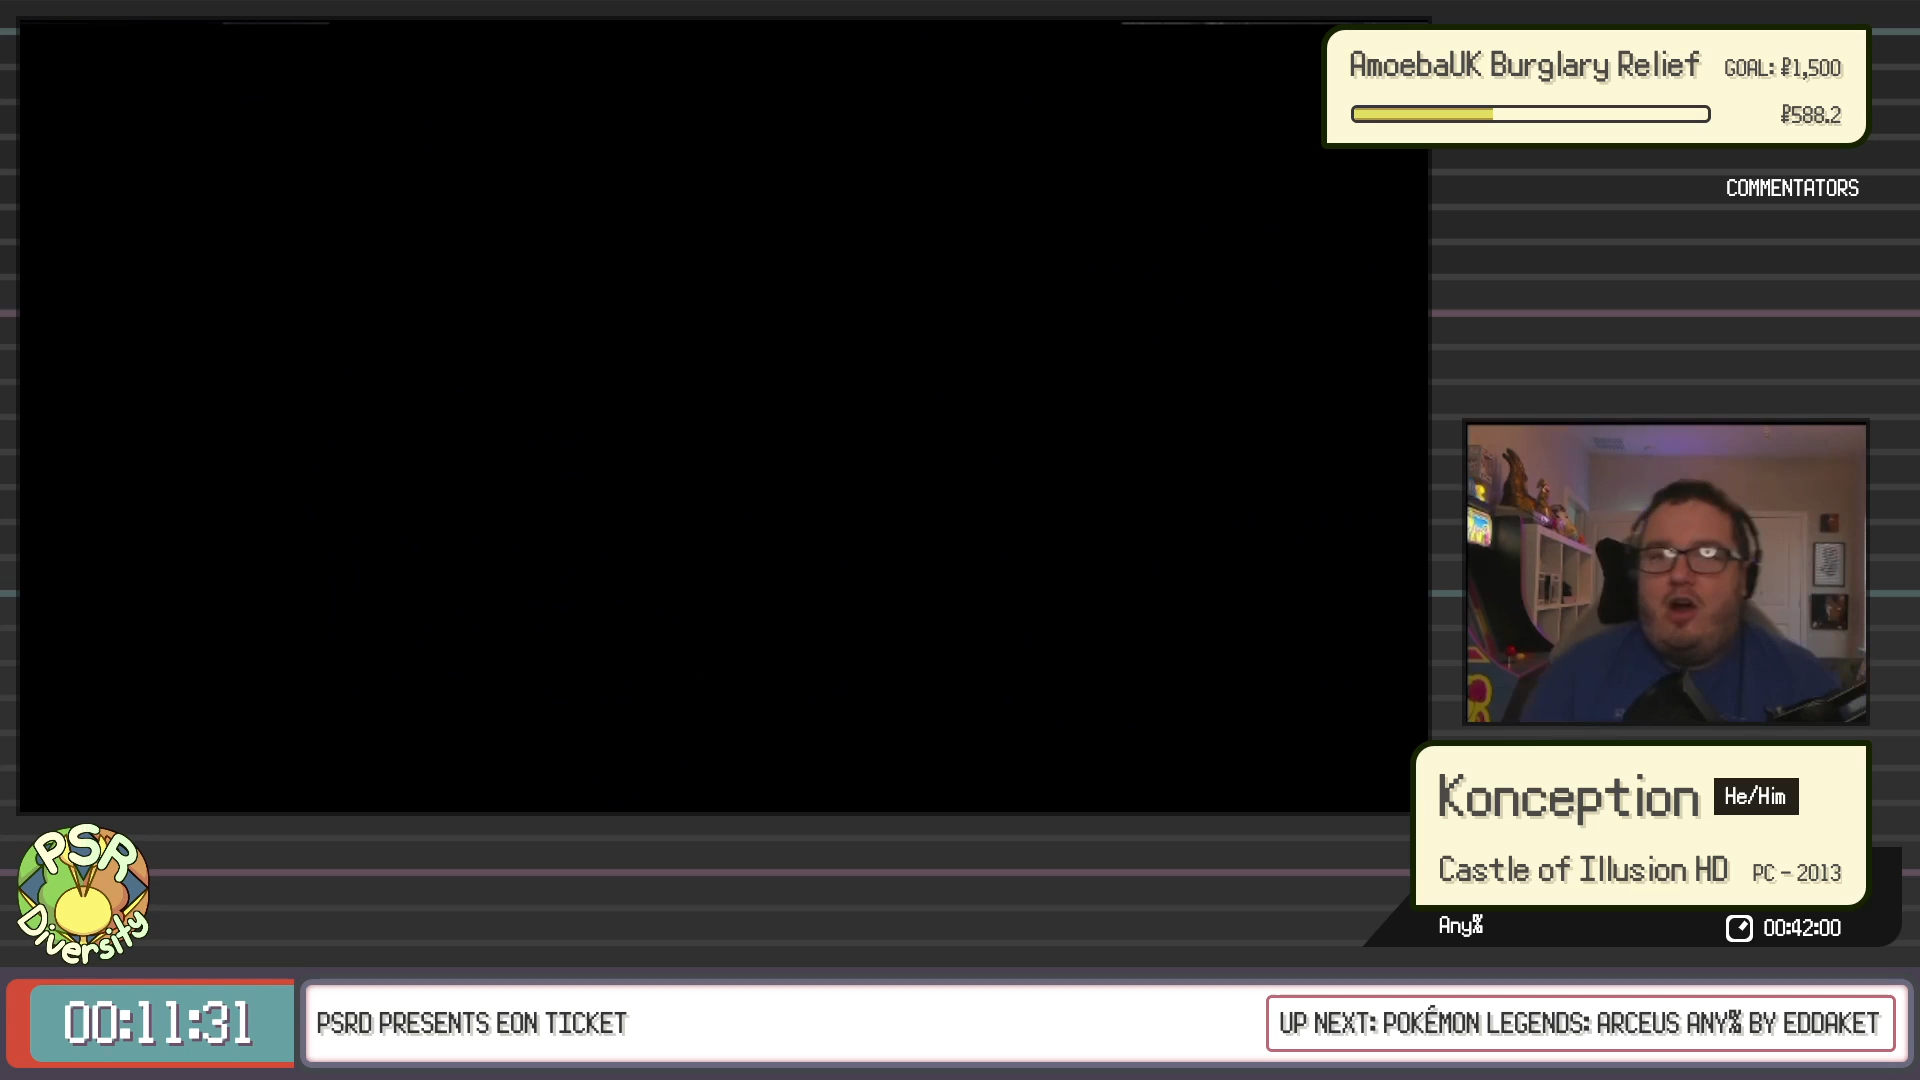 AmoebaUK Burglary Relief GOAL: ₽1,500
₽588.2
COMMENTATORS
Konception He/Him
Castle of Illusion HD PC - 2013
Any% 00:42:00
PSR
Diversity
00:11:31 PSRD PRESENTS EON TICKET UP NEXT: POKÉMON LEGENDS: ARCEUS ANY% BY EDDAKET